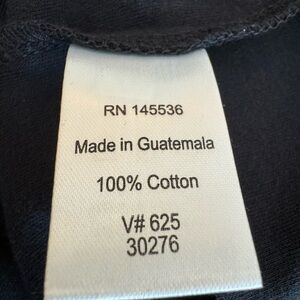 RN 145536
Made in Guatemala
100% Cotton
V# 625
30276